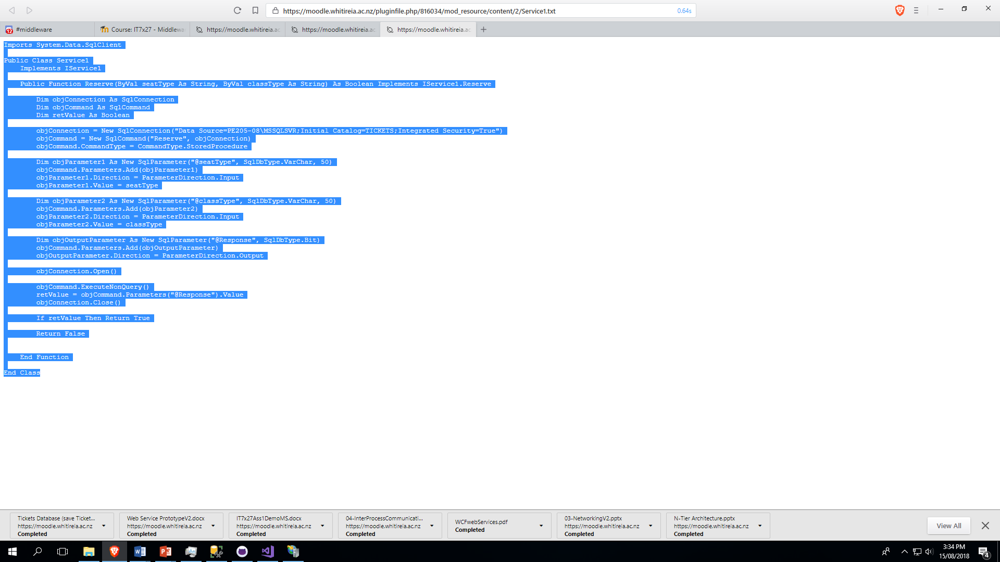 https://moodle.whitireia.ac.nz/pluginfile.php/816034/mod_resource/content/2/Service1.txt
0.64s
12
#middleware
Course: IT7x27 - Middlewa
https://moodle.whitireia.ac
https://moodle.whitireia.ac
https://moodle.whitireia.ac
Imports System.Data.SqlClient
Public Class Service1
    Implements IService1
    Public Function Reserve(ByVal seatType As String, ByVal classType As String) As Boolean Implements IService1.Reserve
        Dim objConnection As SqlConnection
        Dim objCommand As SqlCommand
        Dim retValue As Boolean
        objConnection = New SqlConnection("Data Source=PE205-08\MSSQLSVR;Initial Catalog=TICKETS;Integrated Security=True")
        objCommand = New SqlCommand("Reserve", objConnection)
        objCommand.CommandType = CommandType.StoredProcedure
        Dim objParameter1 As New SqlParameter("@seatType", SqlDbType.VarChar, 50)
        objCommand.Parameters.Add(objParameter1)
        objParameter1.Direction = ParameterDirection.Input
        objParameter1.Value = seatType
        Dim objParameter2 As New SqlParameter("@classType", SqlDbType.VarChar, 50)
        objCommand.Parameters.Add(objParameter2)
        objParameter2.Direction = ParameterDirection.Input
        objParameter2.Value = classType
        Dim objOutputParameter As New SqlParameter("@Response", SqlDbType.Bit)
        objCommand.Parameters.Add(objOutputParameter)
        objOutputParameter.Direction = ParameterDirection.Output
        objConnection.Open()
        objCommand.ExecuteNonQuery()
        retValue = objCommand.Parameters("@Response").Value
        objConnection.Close()
        If retValue Then Return True
        Return False
    End Function
End Class
Tickets Database (save Ticket...
https://moodle.whitireia.ac.nz
Completed
Web Service PrototypeV2.docx
https://moodle.whitireia.ac.nz
Completed
IT7x27Ass1DemoMS.docx
https://moodle.whitireia.ac.nz
Completed
04-InterProcessCommunicati...
https://moodle.whitireia.ac.nz
Completed
WCFwebServices.pdf
Completed
03-NetworkingV2.pptx
https://moodle.whitireia.ac.nz
Completed
N-Tier Architecture.pptx
https://moodle.whitireia.ac.nz
Completed
View All
3:34 PM
15/08/2018
4